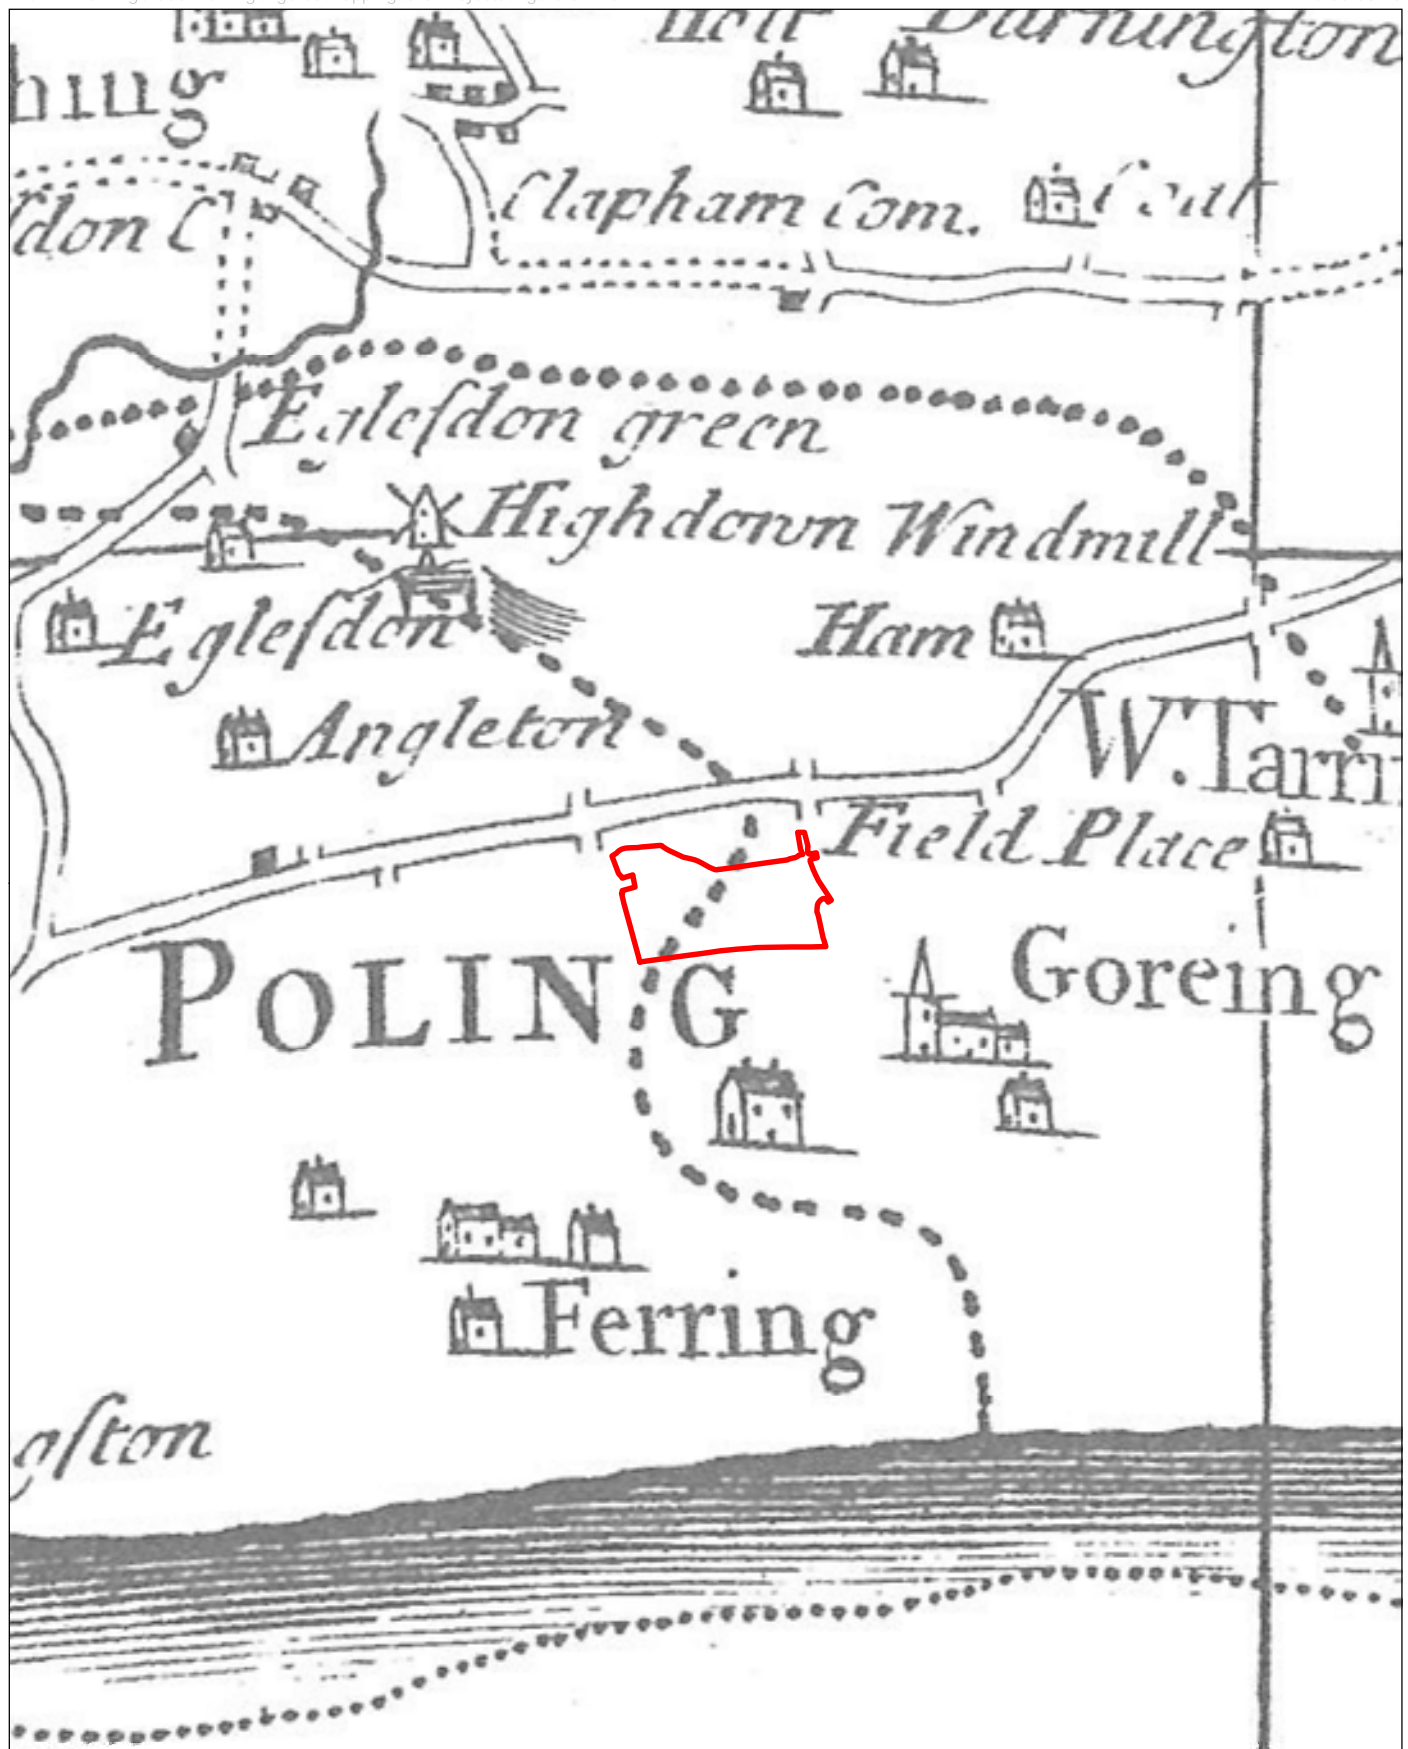 Clapham Com.
Eglesdon green
Highdown Windmill
Eglesdon
Ham
Angleton
W. Tarri
Field Place
POLING
Goreing
Ferring